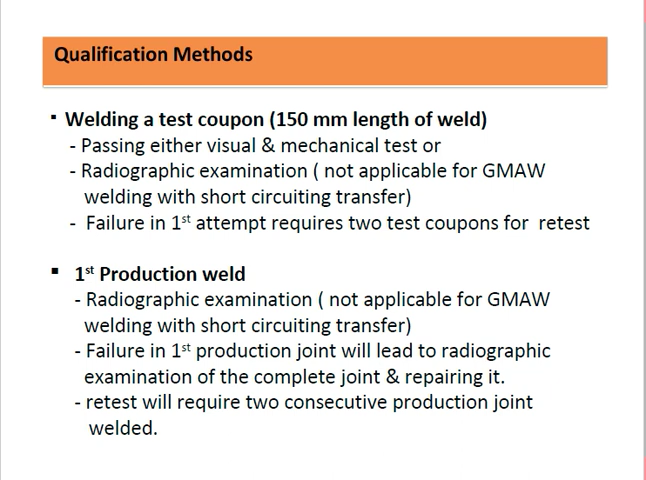 Qualification Methods
▪ Welding a test coupon (150 mm length of weld)
- Passing either visual & mechanical test or
- Radiographic examination ( not applicable for GMAW
welding with short circuiting transfer)
- Failure in 1st attempt requires two test coupons for retest
▪ 1st Production weld
- Radiographic examination ( not applicable for GMAW
welding with short circuiting transfer)
- Failure in 1st production joint will lead to radiographic
examination of the complete joint & repairing it.
- retest will require two consecutive production joint
welded.